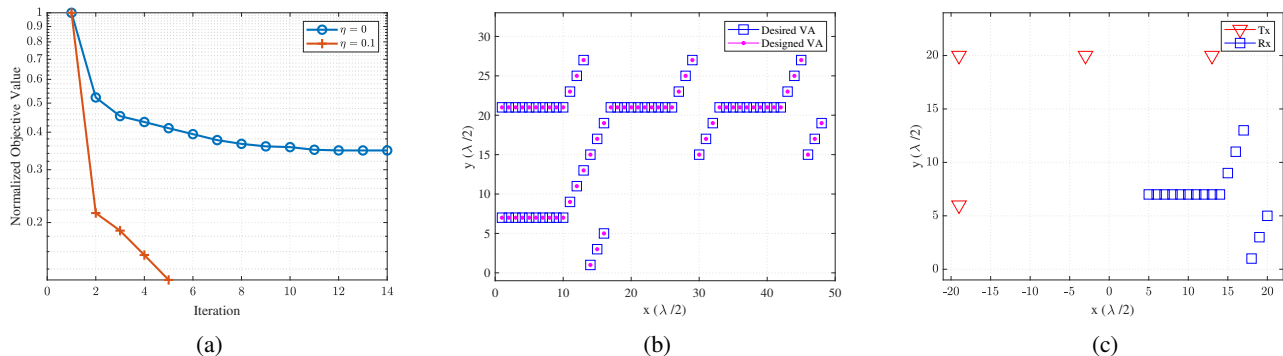 1
0.9
0.8
0.7
0.6
0.5
0.4
0.3
0.2
Normalized Objective Value
η = 0
η = 0.1
0 2 4 6 8 10 12 14
Iteration
(a)
30
25
20
15
10
5
0
y (λ/2)
Desired VA
Designed VA
0 10 20 30 40 50
x (λ/2)
(b)
20
15
10
5
0
y (λ/2)
Tx
Rx
-20 -15 -10 -5 0 5 10 15 20
x (λ/2)
(c)